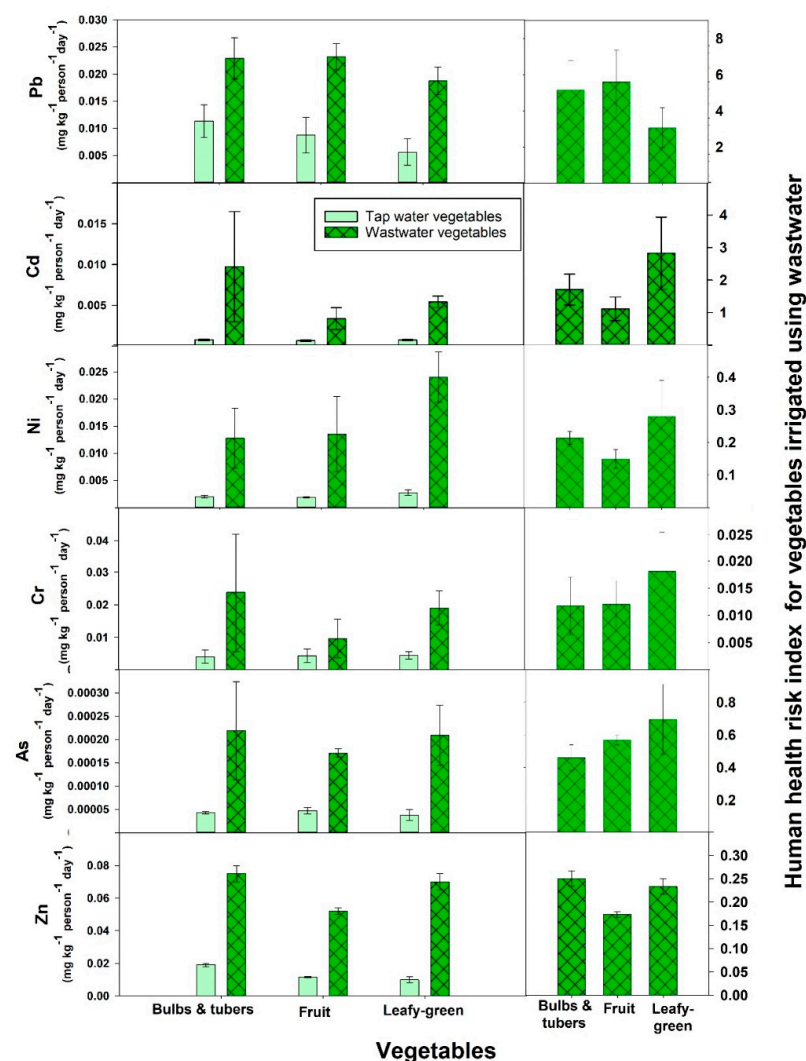 0.030
0.025
0.020
0.015
0.010
0.005
Pb
(mg kg⁻¹ person⁻¹ day⁻¹)
8
6
4
2
0.015
0.010
0.005
Cd
(mg kg⁻¹ person⁻¹ day⁻¹)
Tap water vegetables
Wastwater vegetables
4
3
2
1
0.025
0.020
0.015
0.010
0.005
Ni
(mg kg⁻¹ person⁻¹ day⁻¹)
0.4
0.3
0.2
0.1
0.04
0.03
0.02
0.01
Cr
(mg kg⁻¹ person⁻¹ day⁻¹)
0.025
0.020
0.015
0.010
0.005
0.00030
0.00025
0.00020
0.00015
0.00010
0.00005
As
(mg kg⁻¹ person⁻¹ day⁻¹)
0.8
0.6
0.4
0.2
0.08
0.06
0.04
0.02
0.00
Zn
(mg kg⁻¹ person⁻¹ day⁻¹)
0.30
0.25
0.20
0.15
0.10
0.05
0.00
Human health risk index for vegetables irrigated using wastwater
Bulbs & tubers
Fruit
Leafy-green
Bulbs &
tubers
Fruit
Leafy-
green
Vegetables